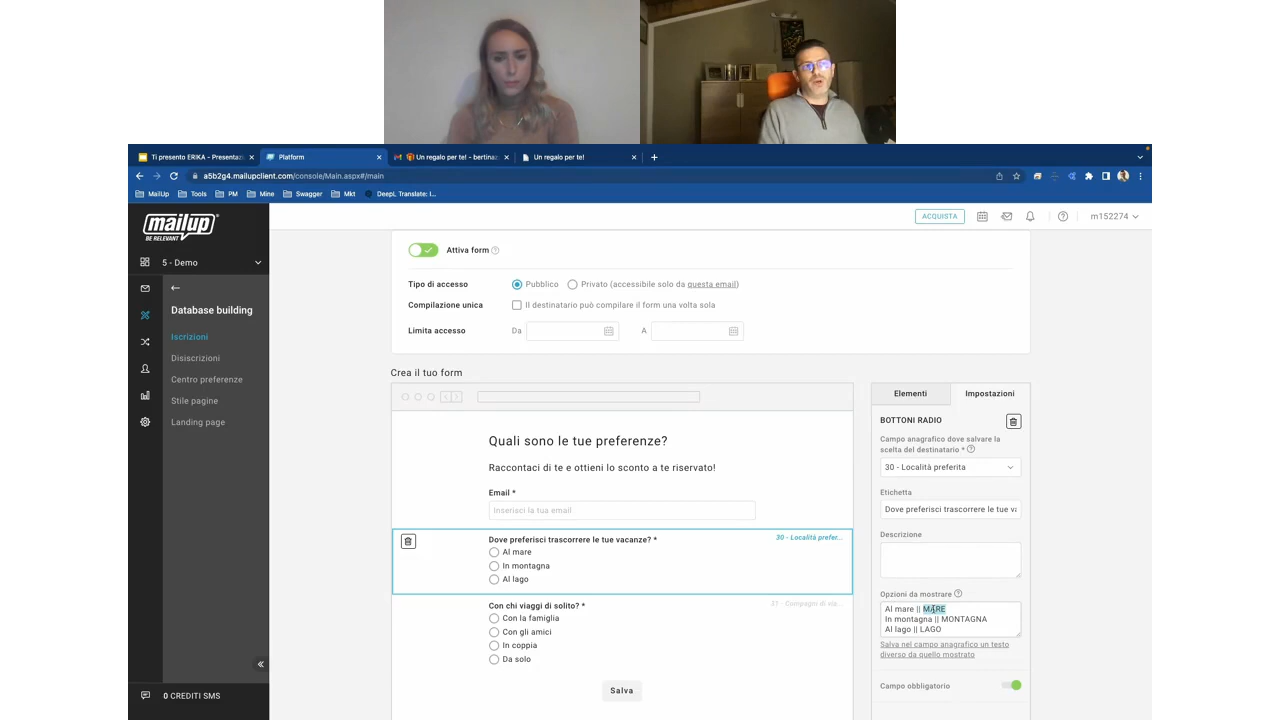 Ti presento ERIKA - Presentaz
Platform
🎁Un regalo per te! - bertinaz
Un regalo per te!
a5b2g4.mailupclient.com/console/Main.aspx#/main
MailUp
Tools
PM
Mine
Swagger
Mkt
DeepL Translate: I...
mailup®
BE RELEVANT
ACQUISTA
m152274
5 - Demo
Database building
Iscrizioni
Disiscrizioni
Centro preferenze
Stile pagine
Landing page
0 CREDITI SMS
Attiva form
Tipo di accesso
Pubblico
Privato (accessibile solo da questa email)
Compilazione unica
Il destinatario può compilare il form una volta sola
Limita accesso
Da
A
Crea il tuo form
Quali sono le tue preferenze?
Raccontaci di te e ottieni lo sconto a te riservato!
Email *
Inserisci la tua email
Dove preferisci trascorrere le tue vacanze? *
30 - Località prefer...
Al mare
In montagna
Al lago
Con chi viaggi di solito? *
Con la famiglia
Con gli amici
In coppia
Da solo
Salva
Elementi
Impostazioni
BOTTONI RADIO
Campo anagrafico dove salvare la
scelta del destinatario *
30 - Località preferita
Etichetta
Dove preferisci trascorrere le tue va
Descrizione
Opzioni da mostrare
Al mare || MARE
In montagna || MONTAGNA
Al lago || LAGO
Salva nel campo anagrafico un testo
diverso da quello mostrato
Campo obbligatorio